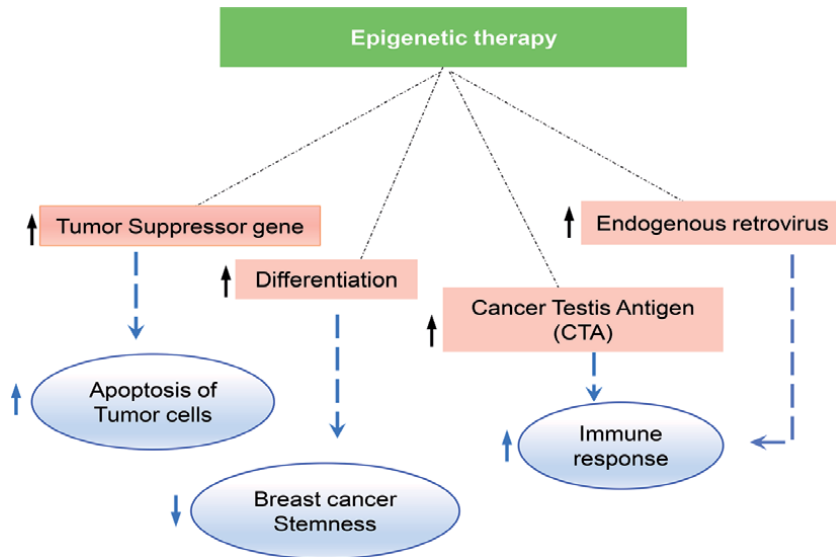 Epigenetic therapy
Tumor Suppressor gene
Endogenous retrovirus
Differentiation
Cancer Testis Antigen
(CTA)
Apoptosis of
Tumor cells
Immune
response
Breast cancer
Stemness